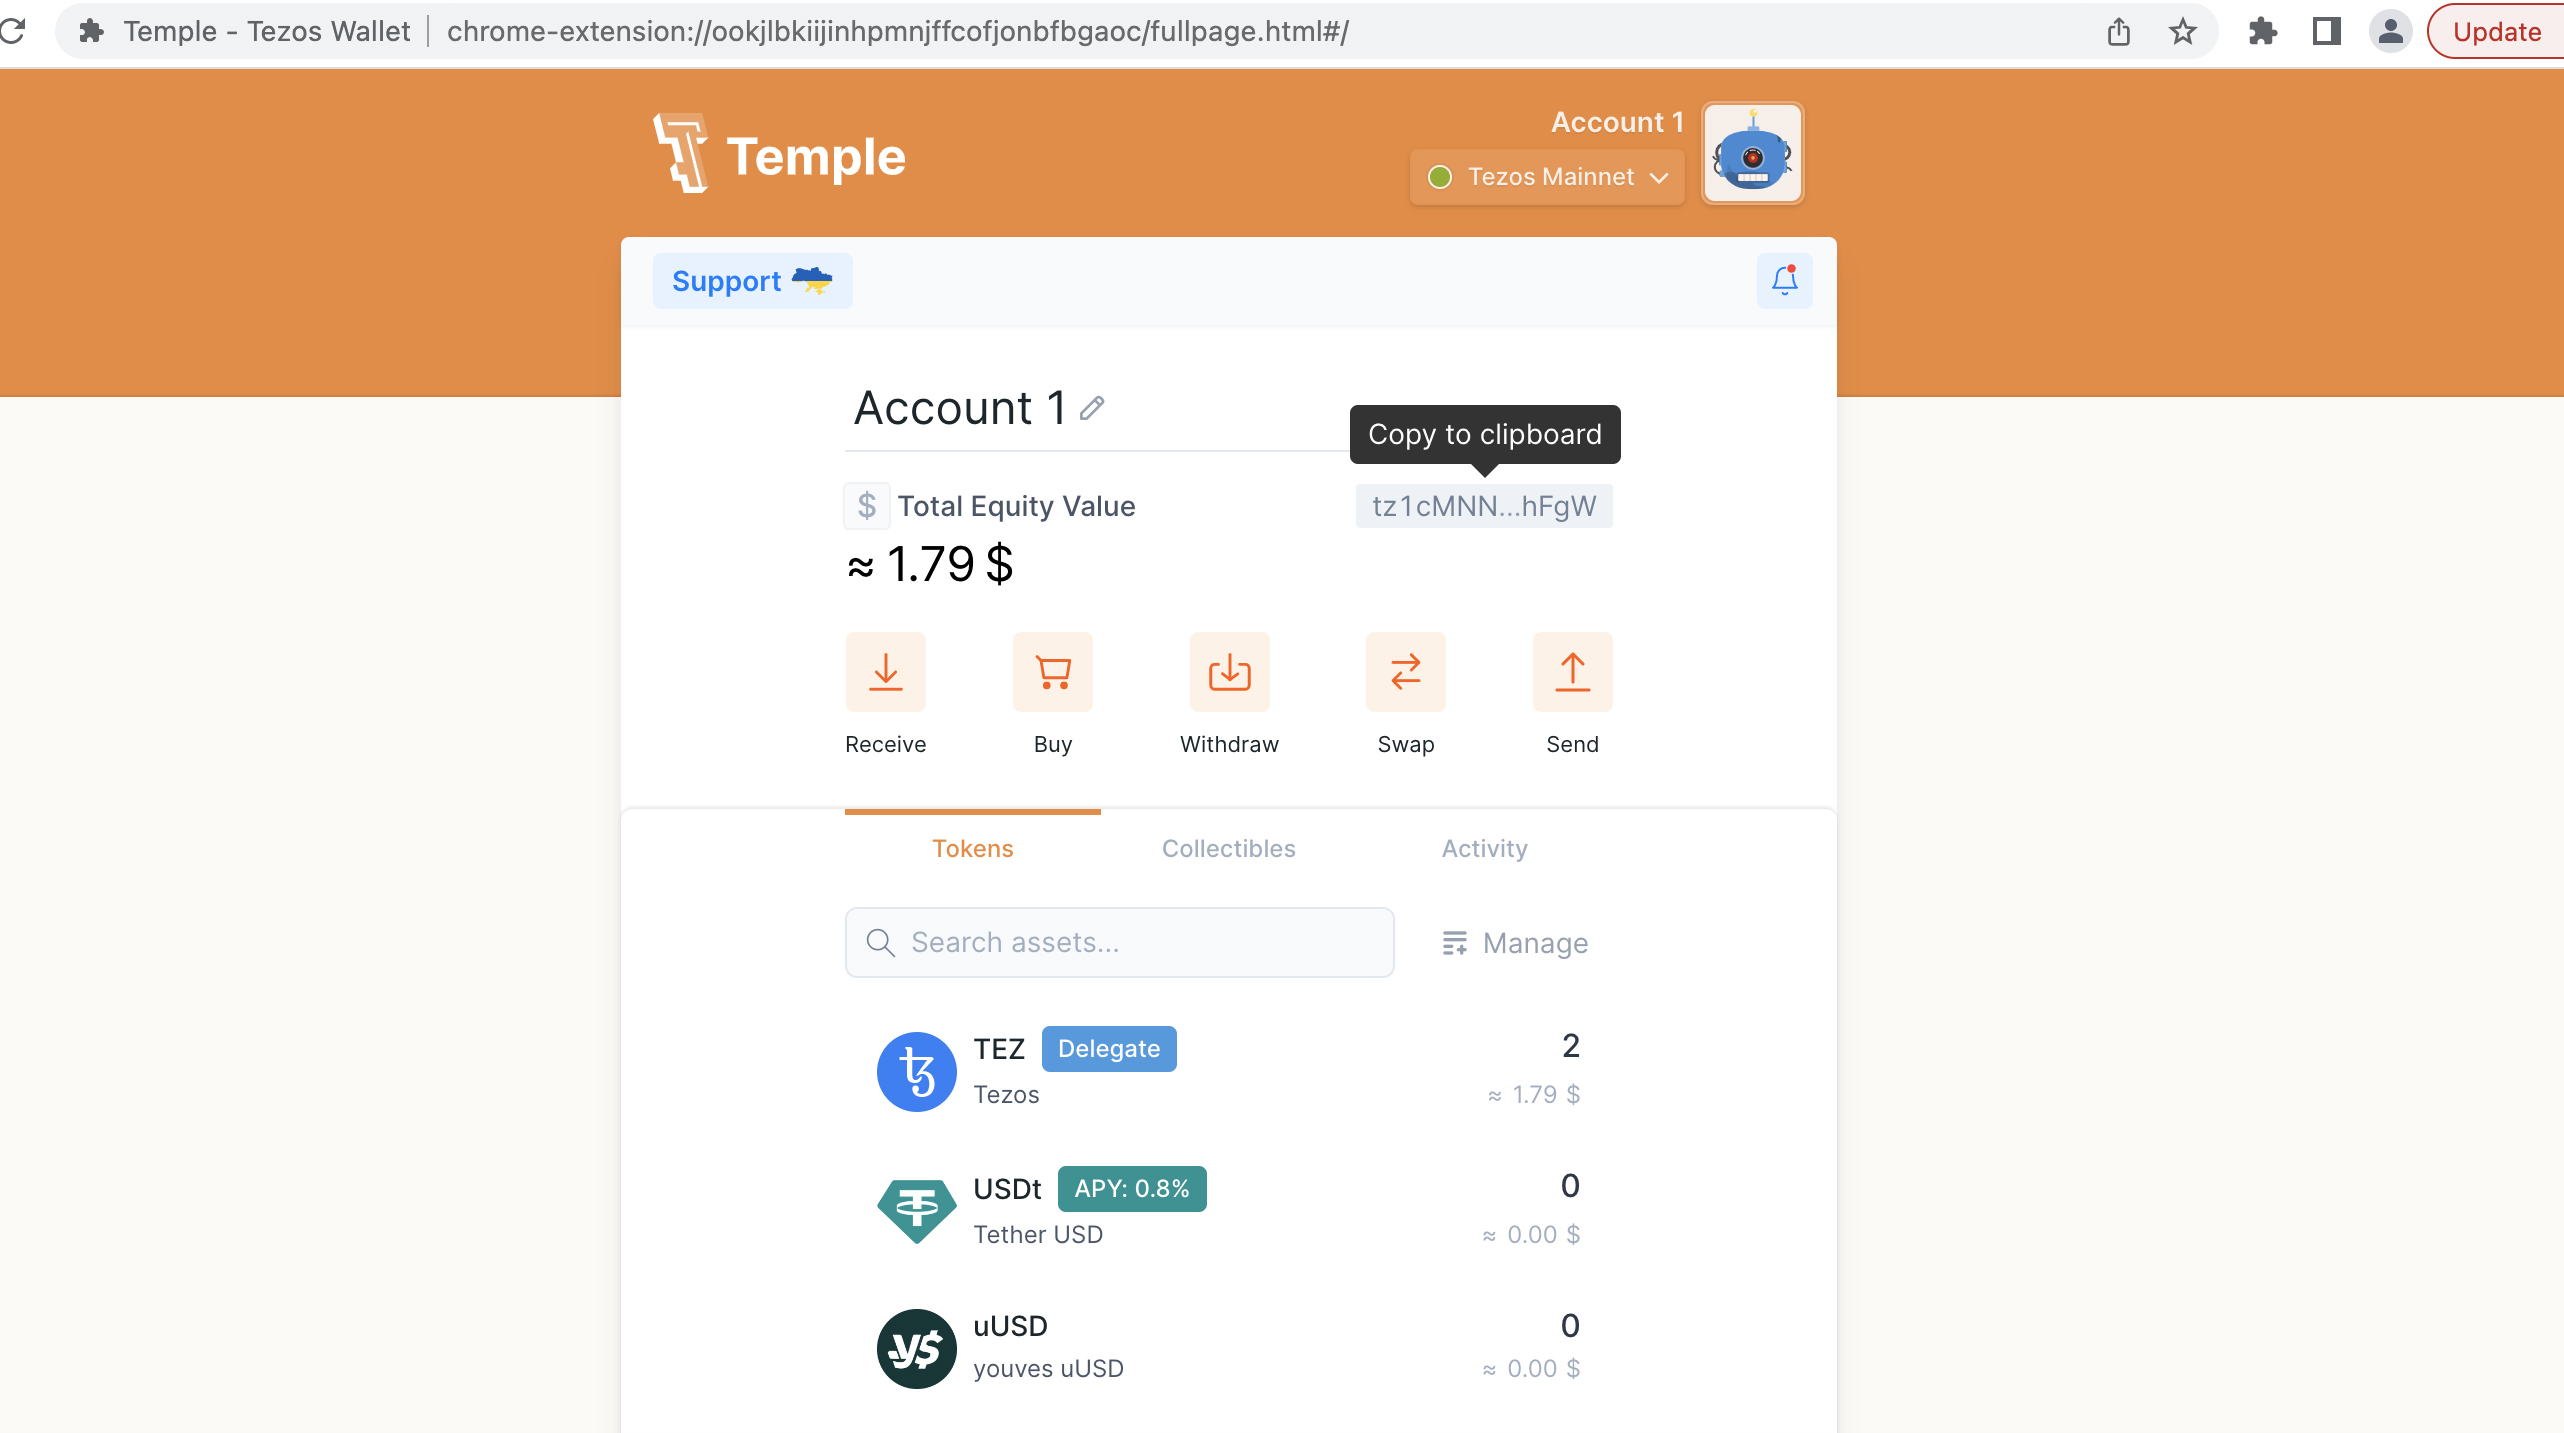 Temple - Tezos Wallet | chrome-extension://ookjlbkiijinhpmnjffcofjonbfbgaoc/fullpage.html#/
Update
Temple
Account 1
Tezos Mainnet
Support
Account 1
Copy to clipboard
$ Total Equity Value
tz1cMNN...hFgW
≈ 1.79 $
Receive
Buy
Withdraw
Swap
Send
Tokens
Collectibles
Activity
Search assets...
Manage
TEZ Delegate 2
Tezos ≈ 1.79 $
USDt APY: 0.8% 0
Tether USD ≈ 0.00 $
uUSD 0
youves uUSD ≈ 0.00 $